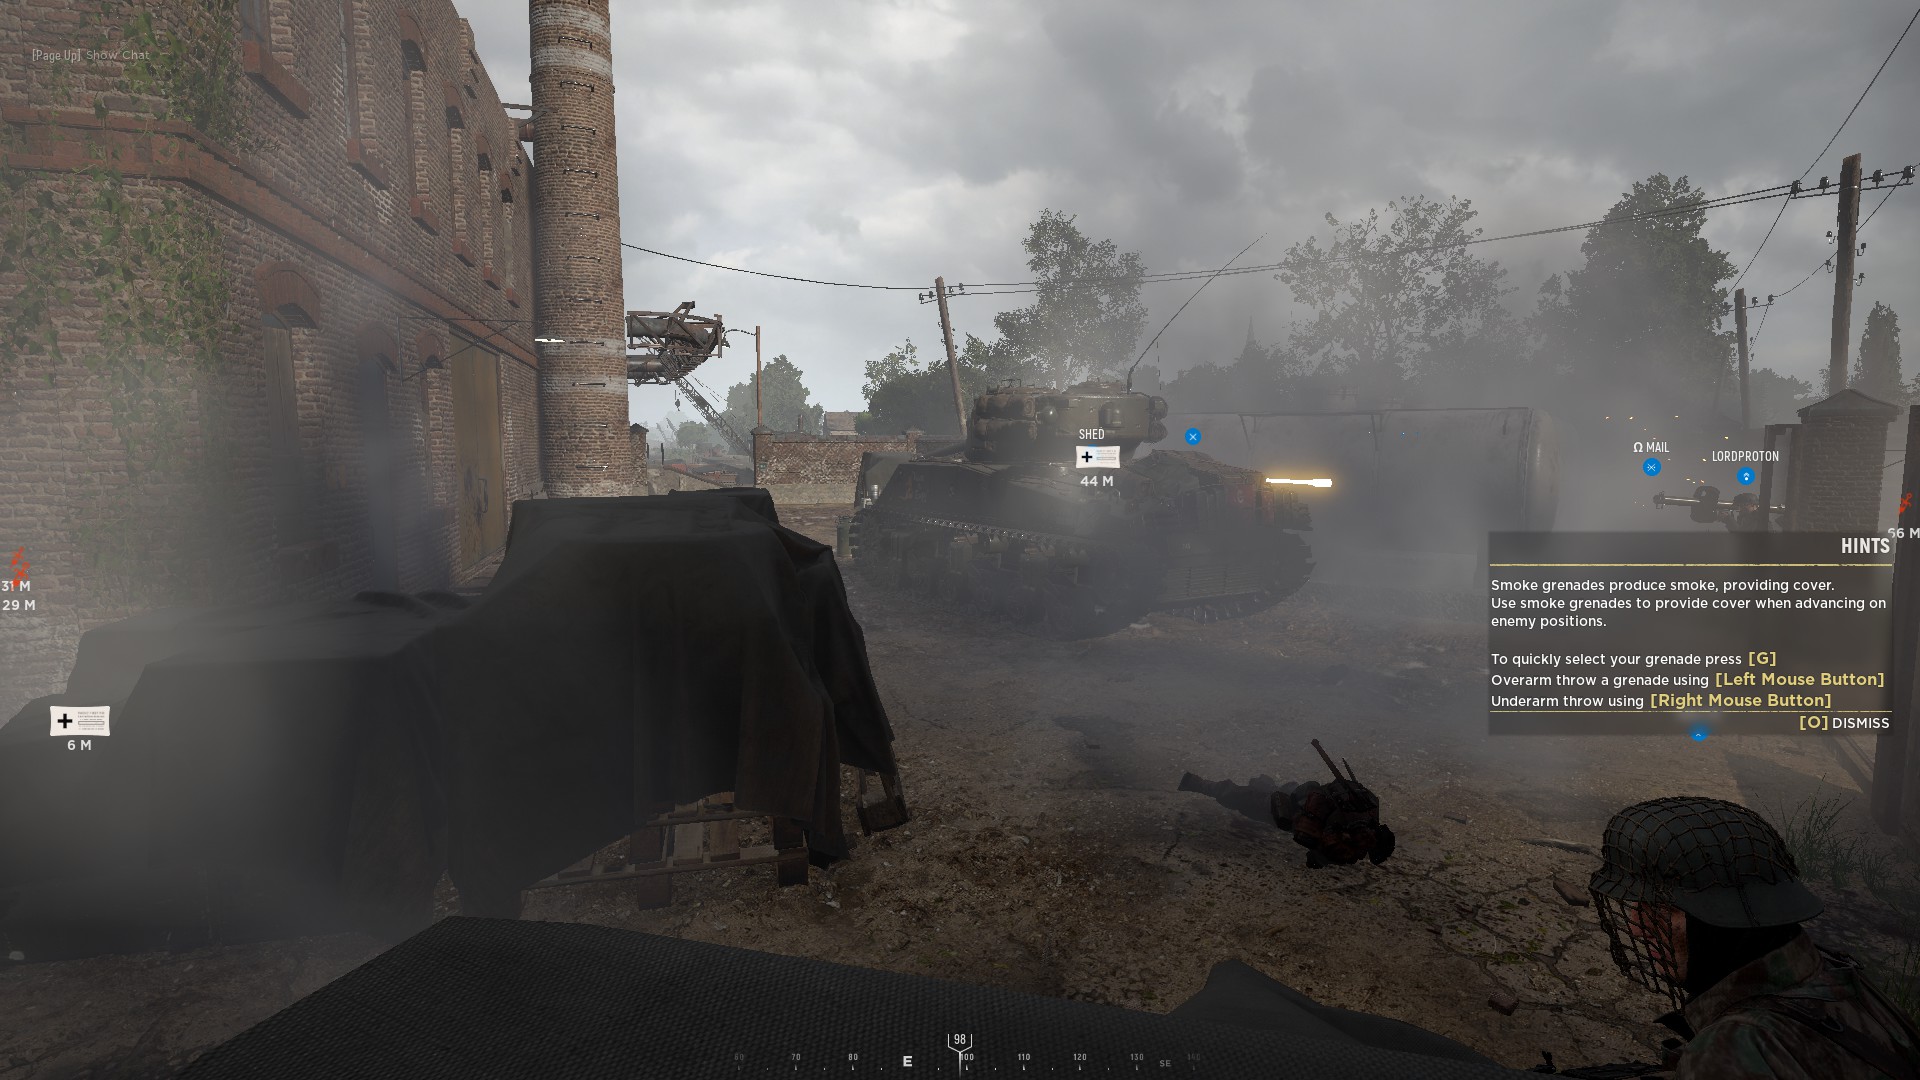 [Page Up] Show Chat
SHED
44 M
Ω MAIL
LORDPROTON
66 M
31 M
29 M
6 M
HINTS
Smoke grenades produce smoke, providing cover.
Use smoke grenades to provide cover when advancing on
enemy positions.
To quickly select your grenade press [G]
Overarm throw a grenade using [Left Mouse Button]
Underarm throw using [Right Mouse Button]
[O] DISMISS
98
60 70 80 E 100 110 120 130 SE 140